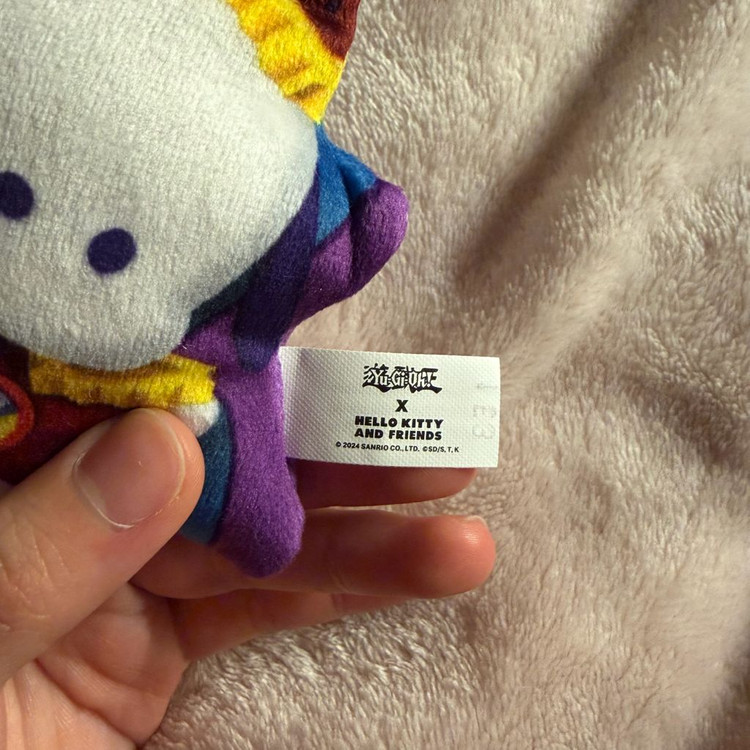 Yu-Gi-Oh!
X
HELLO KITTY
AND FRIENDS
© 2024 SANRIO CO., LTD. ©SD/S, T, K